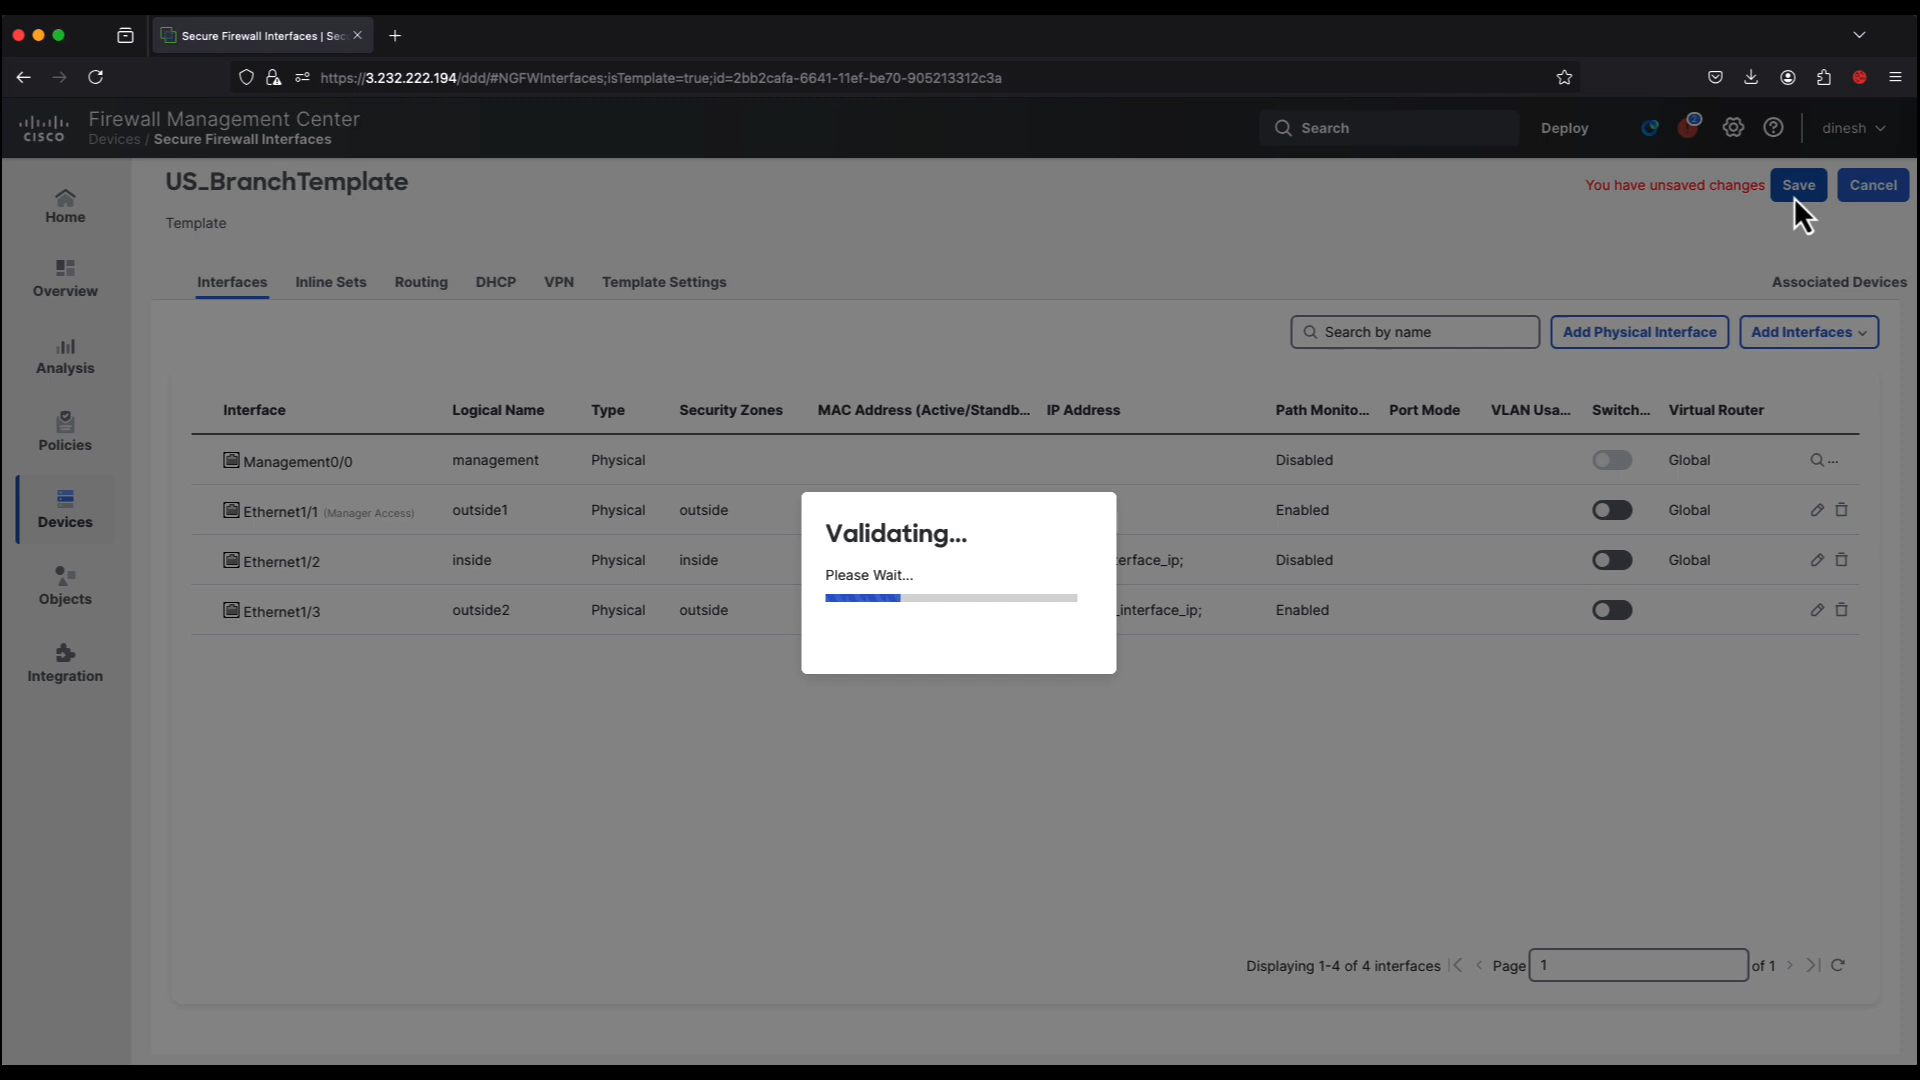 Secure Firewall Interfaces | Sec
https://3.232.222.194/ddd/#NGFWInterfaces;isTemplate=true;id=2bb2cafa-6641-11ef-be70-905213312c3a
CISCO
Firewall Management Center
Devices / Secure Firewall Interfaces
Search
Deploy
2
dinesh
Home
Overview
Analysis
Policies
Devices
Objects
Integration
US_BranchTemplate
You have unsaved changes
Save
Cancel
Template
Interfaces
Inline Sets
Routing
DHCP
VPN
Template Settings
Associated Devices
Search by name
Add Physical Interface
Add Interfaces
Interface Logical Name Type Security Zones MAC Address (Active/Standb... IP Address Path Monito... Port Mode VLAN Usa... Switch... Virtual Router
Management0/0 management Physical Disabled Global ...
Ethernet1/1 (Manager Access) outside1 Physical outside Enabled Global
Ethernet1/2 inside Physical inside erface_ip; Disabled Global
Ethernet1/3 outside2 Physical outside _interface_ip; Enabled
Validating...
Please Wait...
Displaying 1-4 of 4 interfaces Page 1 of 1